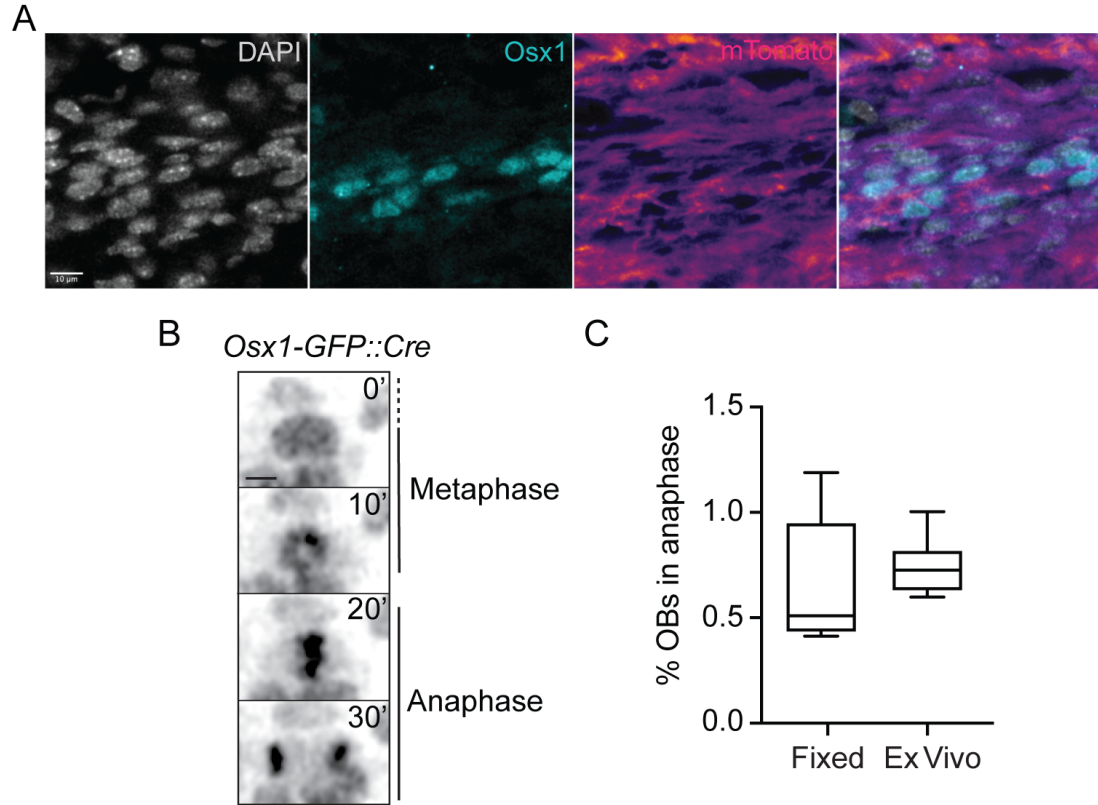 A
DAPI
Osx1
mTomato
10 µm
B
Osx1-GFP::Cre
0’
10’
Metaphase
20’
30’
Anaphase
C
% OBs in anaphase
1.5
1.0
0.5
0.0
Fixed
Ex Vivo